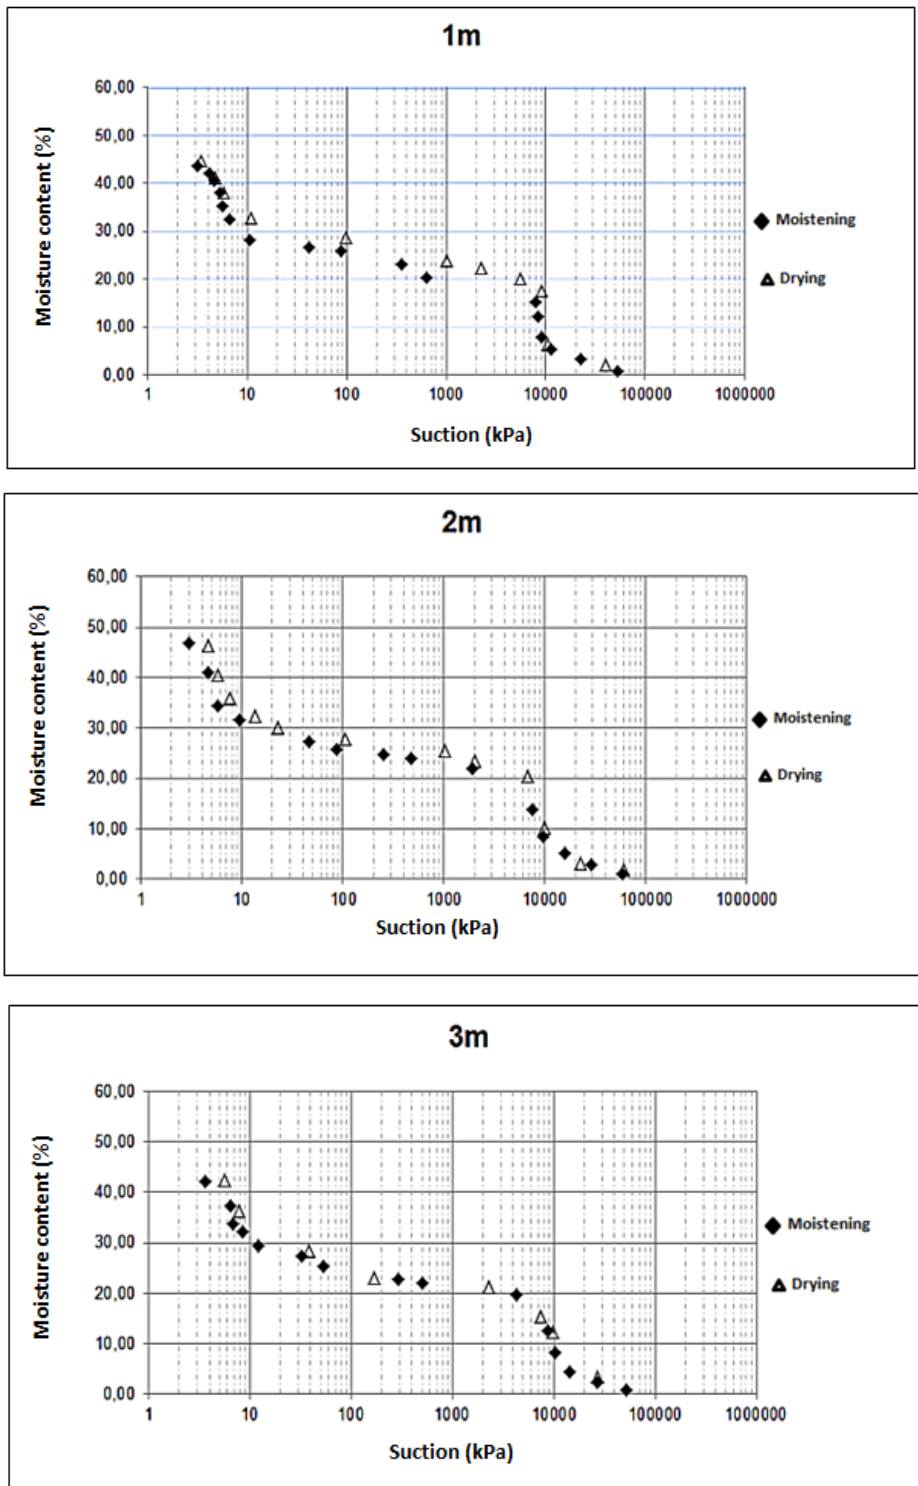 1m
Moisture content (%)
60,00
50,00
40,00
30,00
20,00
10,00
0,00
1 10 100 1000 10000 100000 1000000
Suction (kPa)
Moistening
Drying
2m
Moisture content (%)
60,00
50,00
40,00
30,00
20,00
10,00
0,00
1 10 100 1000 10000 100000 1000000
Suction (kPa)
Moistening
Drying
3m
Moisture content (%)
60,00
50,00
40,00
30,00
20,00
10,00
0,00
1 10 100 1000 10000 100000 1000000
Suction (kPa)
Moistening
Drying